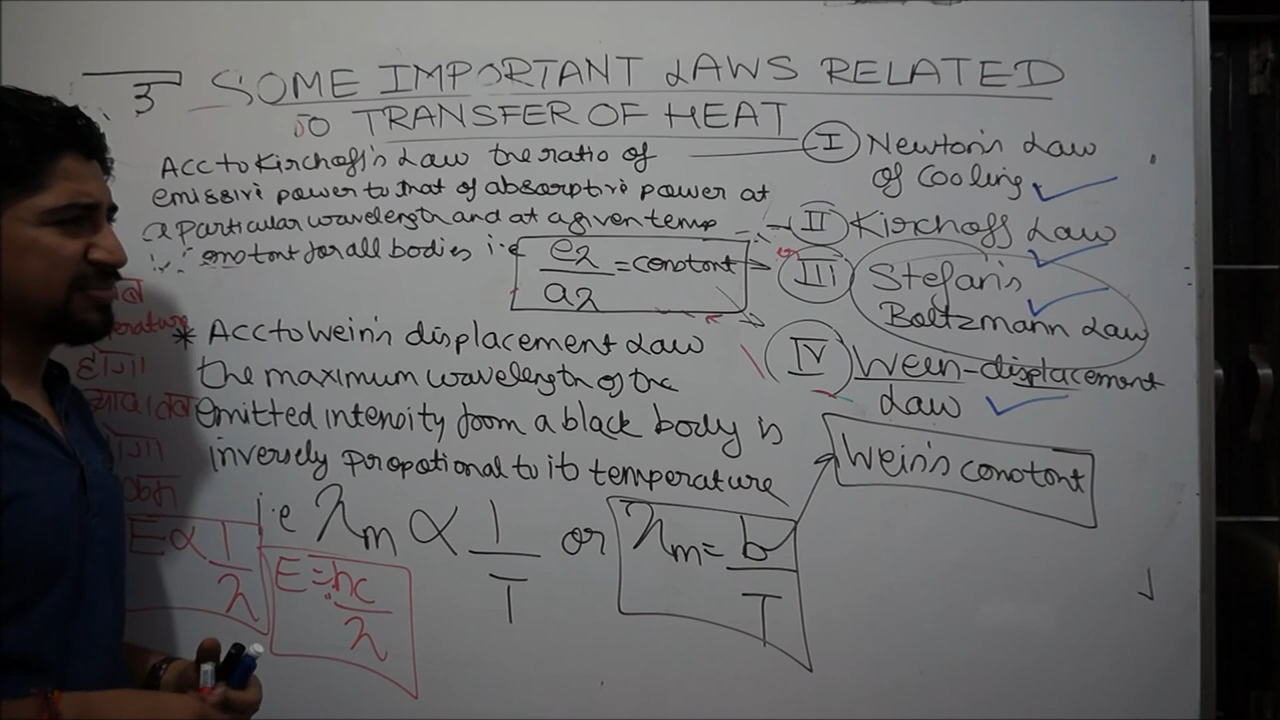 3 SOME IMPORTANT LAWS RELATED
TO TRANSFER OF HEAT
I Newton's Law
of Cooling
II Kirchoff Law
III Stefan's
Boltzmann Law
IV Wein-displacement
Law
Wein's constont
Acc to Kirchoff's Law the ratio of
emissive power to that of absorptive power at
a particular wavelength and at a given temp
constont for all bodies i.e
eλ/aλ = constont
* Acc to Wein's displacement Law
the maximum wavelength of the
emitted intensity from a black body is
inversely propotional to its temperature
i.e λm ∝ 1/T or λm = b/T
erature
होगा
E ∝ 1/λ
E = hc/λ